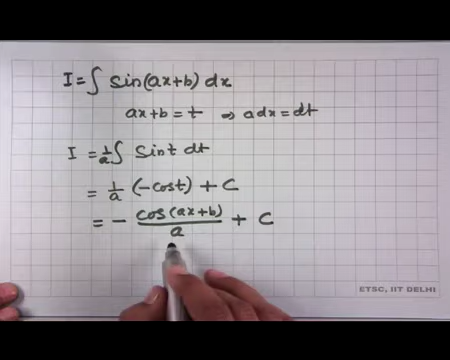 I = ∫ sin(ax+b) dx
ax+b = t ⇒ a dx = dt
I = 1/a ∫ sin t dt
= 1/a (-cos t) + C
= - cos(ax+b)/a + C
ETSC, IIT DELHI